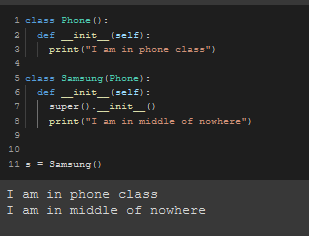 1 class Phone():
2   def __init__(self):
3     print("I am in phone class")
4
5 class Samsung(Phone):
6   def __init__(self):
7     super().__init__()
8     print("I am in middle of nowhere")
9
10
11 s = Samsung()
I am in phone class
I am in middle of nowhere